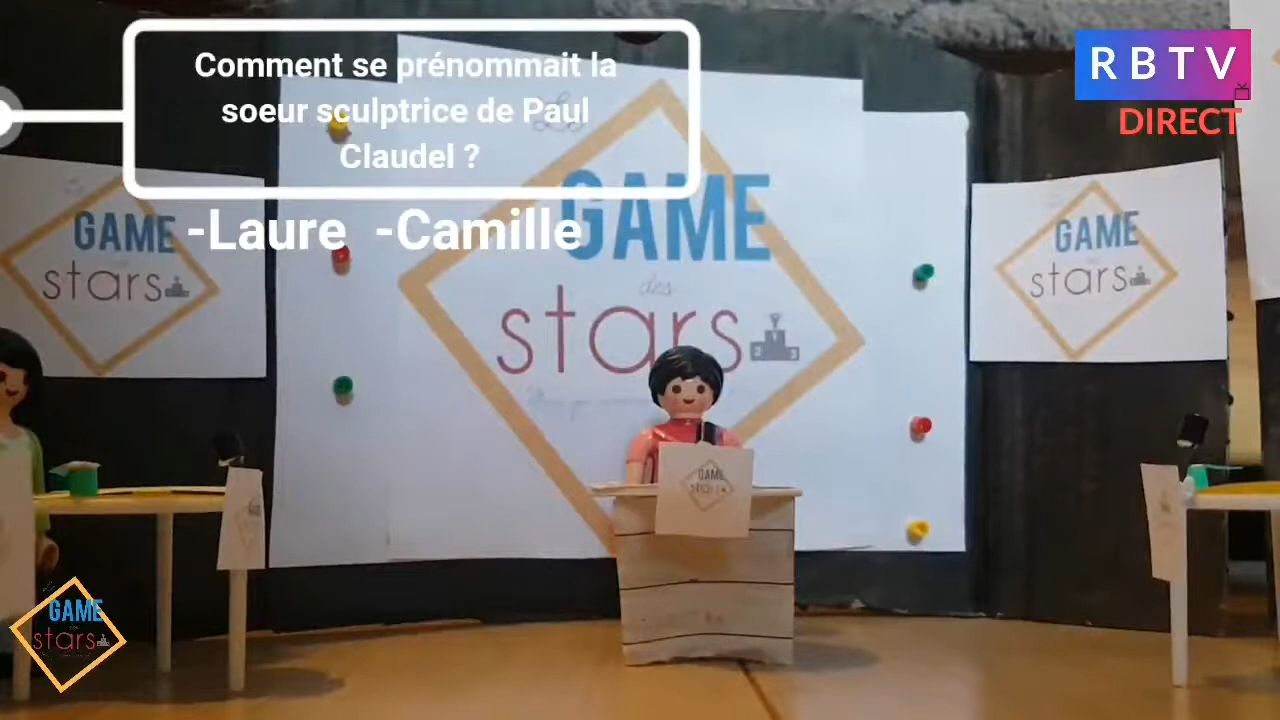 Comment se prénommait la
soeur sculptrice de Paul
Claudel ?
-Laure -Camille
R B T V
DIRECT
GAME
stars
GAME
des
stars
GAME
stars
GAME
stars
GAME
stars